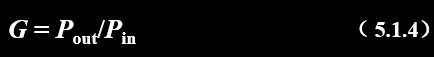 G = Pout/Pin （5.1.4）